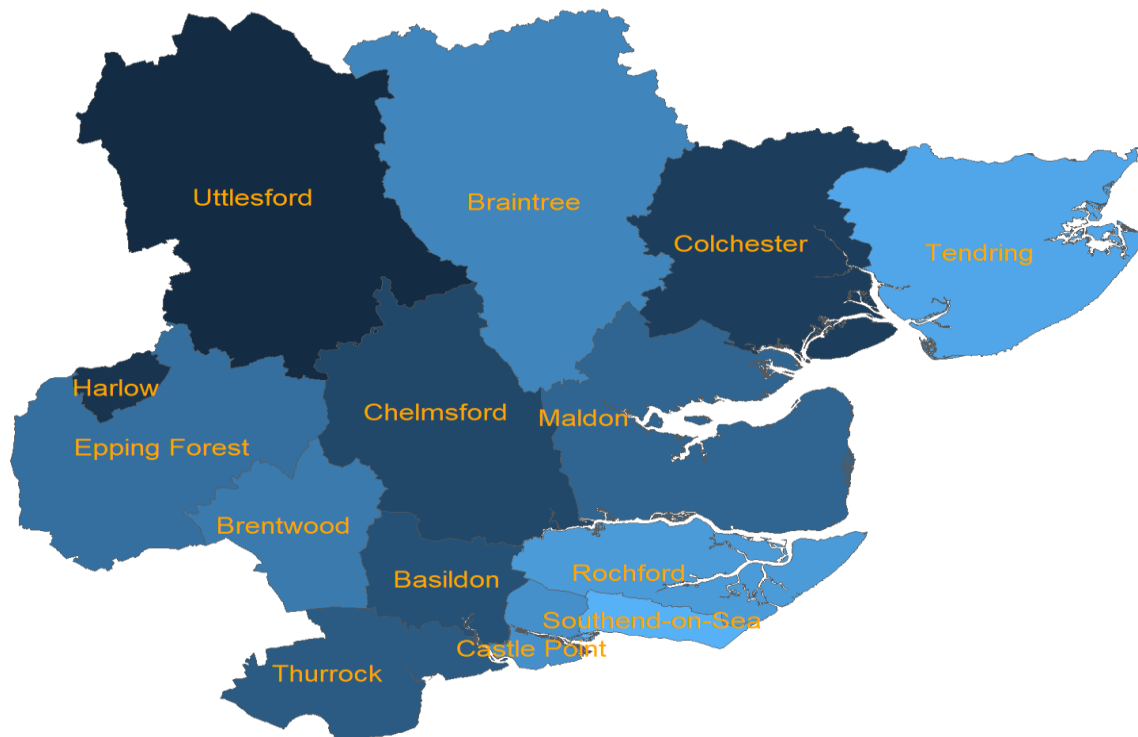 Uttlesford
Braintree
Colchester
Tendring
Harlow
Chelmsford
Maldon
Epping Forest
Brentwood
Basildon
Rochford
Southend-on-Sea
Castle Point
Thurrock